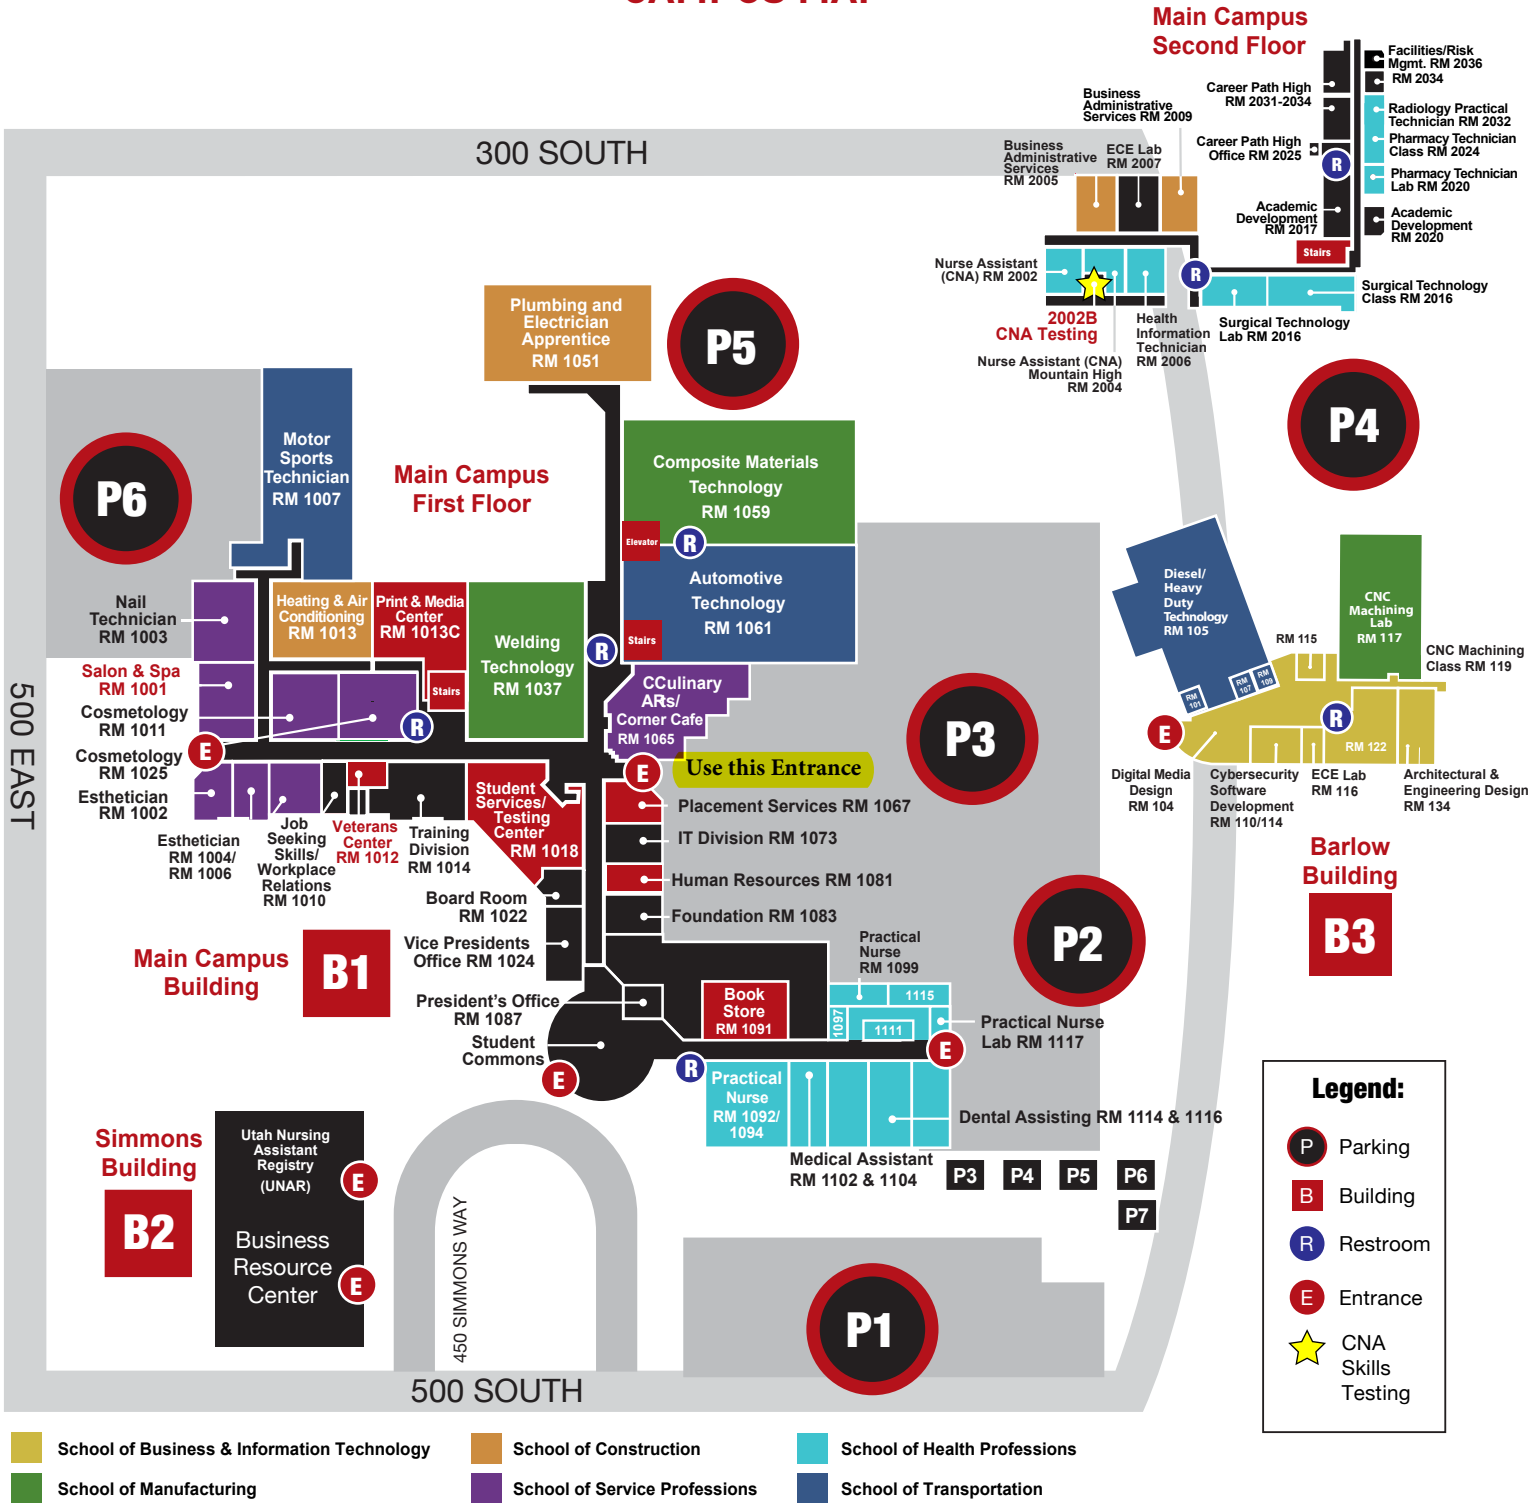 CAMPUS MAP
Main Campus
Second Floor
Facilities/Risk
Mgmt. RM 2036
RM 2034
Career Path High
RM 2031-2034
Radiology Practical
Technician RM 2032
Career Path High
Office RM 2025
R
Pharmacy Technician
Class RM 2024
Pharmacy Technician
Lab RM 2020
Academic
Development
RM 2017
Academic
Development
RM 2020
Stairs
Business
Administrative
Services RM 2009
Business
Administrative
Services
RM 2005
ECE Lab
RM 2007
300 SOUTH
Nurse Assistant
(CNA) RM 2002
R
Surgical Technology
Class RM 2016
2002B
CNA Testing
Health
Information
Technician
RM 2006
Surgical Technology
Lab RM 2016
Nurse Assistant (CNA)
Mountain High
RM 2004
Plumbing and
Electrician
Apprentice
RM 1051
P5
P4
P6
Motor
Sports
Technician
RM 1007
Main Campus
First Floor
Composite Materials
Technology
RM 1059
Elevator
R
Automotive
Technology
RM 1061
Stairs
R
Nail
Technician
RM 1003
Heating & Air
Conditioning
RM 1013
Print & Media
Center
RM 1013C
Welding
Technology
RM 1037
Salon & Spa
RM 1001
Stairs
Cosmetology
RM 1011
R
CCulinary
ARs/
Corner Cafe
RM 1065
Cosmetology
RM 1025
E
Esthetician
RM 1002
500 EAST
E
Use this Entrance
P3
Diesel/
Heavy
Duty
Technology
RM 105
CNC
Machining
Lab
RM 117
RM 115
CNC Machining
Class RM 119
RM
101
RM
107
RM
109
E
R
RM 122
Digital Media
Design
RM 104
Cybersecurity
Software
Development
RM 110/114
ECE Lab
RM 116
Architectural &
Engineering Design
RM 134
Esthetician
RM 1004/
RM 1006
Job
Seeking
Skills/
Workplace
Relations
RM 1010
Veterans
Center
RM 1012
Training
Division
RM 1014
Student
Services/
Testing
Center
RM 1018
Placement Services RM 1067
IT Division RM 1073
Human Resources RM 1081
Foundation RM 1083
Board Room
RM 1022
Vice Presidents
Office RM 1024
Barlow
Building
B3
P2
Main Campus
Building
B1
President's Office
RM 1087
Student
Commons
E
Book
Store
RM 1091
Practical
Nurse
RM 1099
1115
1097
1111
Practical Nurse
Lab RM 1117
E
R
Practical
Nurse
RM 1092/
1094
Dental Assisting RM 1114 & 1116
Medical Assistant
RM 1102 & 1104
P3
P4
P5
P6
P7
Simmons
Building
B2
Utah Nursing
Assistant
Registry
(UNAR)
E
Business
Resource
Center
E
450 SIMMONS WAY
P1
500 SOUTH
Legend:
P Parking
B Building
R Restroom
E Entrance
CNA
Skills
Testing
School of Business & Information Technology
School of Construction
School of Health Professions
School of Manufacturing
School of Service Professions
School of Transportation